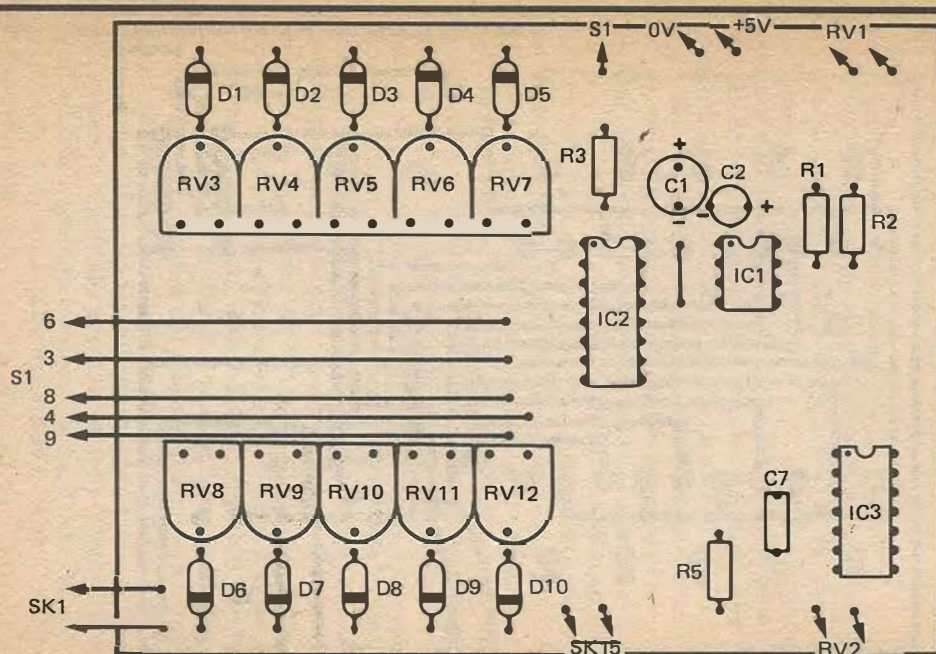 S1 0V +5V RV1
D1 D2 D3 D4 D5
R3 + C1 - C2 - + R1 R2
RV3 RV4 RV5 RV6 RV7
IC1
IC2
6
3
S1
8
4
9
RV8 RV9 RV10 RV11 RV12
C7
IC3
R5
D6 D7 D8 D9 D10
SK1
SK15 RV2